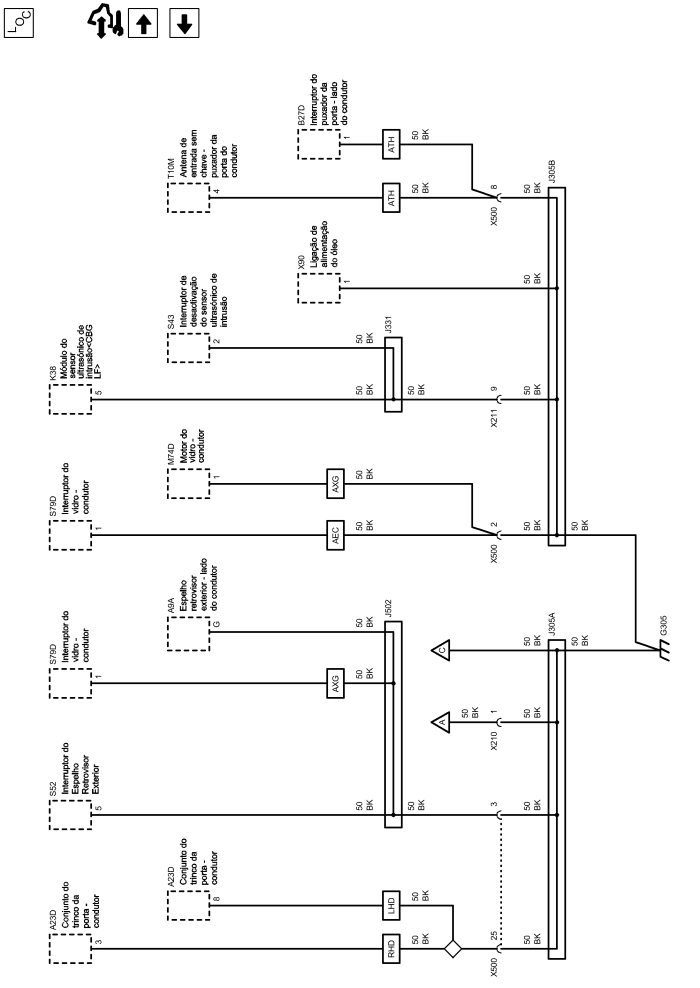 LOC
A23D
Conjunto do
trinco da
porta -
condutor
3
S52
Interruptor do
Espelho
Retrovisor
Exterior
5
S79D
Interruptor do
vidro -
condutor
1
S79D
Interruptor do
vidro -
condutor
1
K38
Módulo do
sensor
ultrasónico de
intrusão<CBG
LF>
5
A23D
Conjunto do
trinco da
porta -
condutor
8
A9A
Espelho
retrovisor
exterior - lado
do condutor
G
M74D
Motor do
vidro -
condutor
1
S43
Interruptor de
desactivação
do sensor
ultrasónico de
intrusão
2
T10M
Antena de
entrada sem
chave -
puxador da
porta do
condutor
4
X90
Ligação de
alimentação
do óleo
1
B27D
Interruptor do
puxador da
porta - lado
do condutor
1
AXG
AEC
AXG
50
BK
50
BK
50
BK
50
BK
50
BK
50
BK
50
BK
RHD
LHD
J502
J331
ATH
ATH
50
BK
50
BK
50
BK
50
BK
50
BK
50
BK
A
C
50
BK
X500
25
3
X210
1
X500
2
X211
9
X500
8
50
BK
50
BK
50
BK
50
BK
50
BK
50
BK
50
BK
J305A
J305B
50
BK
50
BK
G305